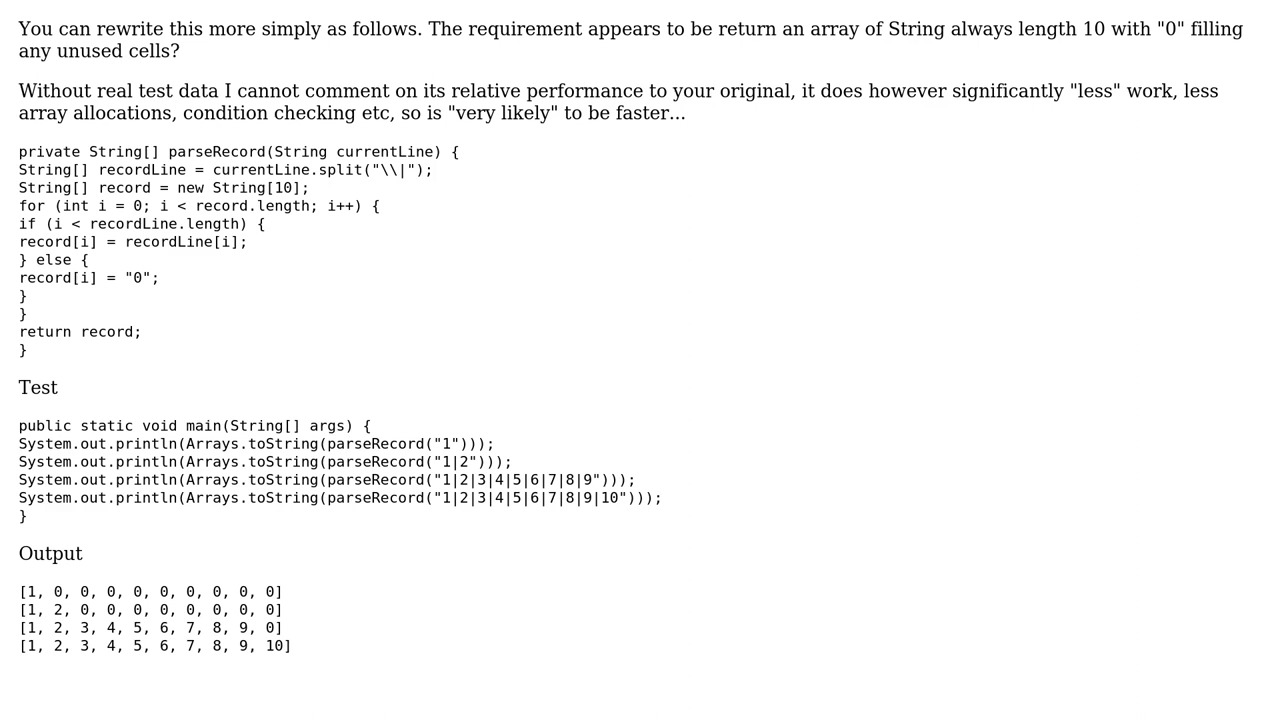 You can rewrite this more simply as follows. The requirement appears to be return an array of String always length 10 with "0" filling
any unused cells?
Without real test data I cannot comment on its relative performance to your original, it does however significantly "less" work, less
array allocations, condition checking etc, so is "very likely" to be faster...
private String[] parseRecord(String currentLine) {
String[] recordLine = currentLine.split("\\|");
String[] record = new String[10];
for (int i = 0; i < record.length; i++) {
if (i < recordLine.length) {
record[i] = recordLine[i];
} else {
record[i] = "0";
}
}
return record;
}
Test
public static void main(String[] args) {
System.out.println(Arrays.toString(parseRecord("1")));
System.out.println(Arrays.toString(parseRecord("1|2")));
System.out.println(Arrays.toString(parseRecord("1|2|3|4|5|6|7|8|9")));
System.out.println(Arrays.toString(parseRecord("1|2|3|4|5|6|7|8|9|10")));
}
Output
[1, 0, 0, 0, 0, 0, 0, 0, 0, 0]
[1, 2, 0, 0, 0, 0, 0, 0, 0, 0]
[1, 2, 3, 4, 5, 6, 7, 8, 9, 0]
[1, 2, 3, 4, 5, 6, 7, 8, 9, 10]